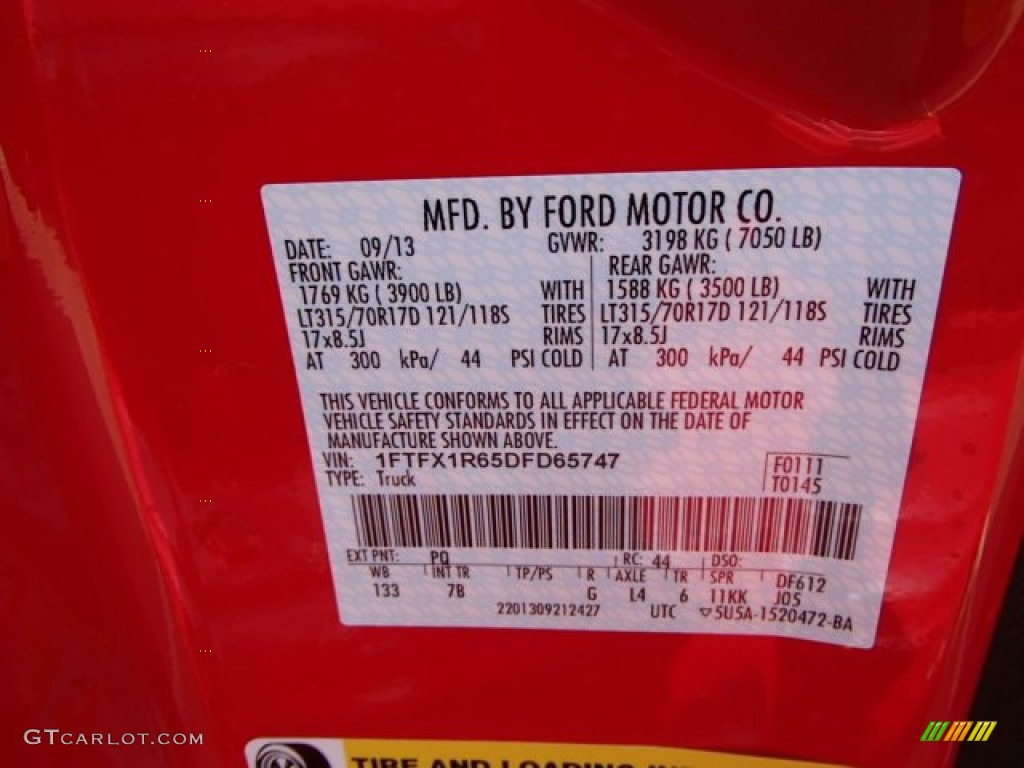 MFD. BY FORD MOTOR CO.
DATE: 09/13 GVWR: 3198 KG ( 7050 LB)
FRONT GAWR: REAR GAWR:
1769 KG ( 3900 LB) WITH 1588 KG ( 3500 LB) WITH
LT315/70R17D 121/118S TIRES LT315/70R17D 121/118S TIRES
17x8.5J RIMS 17x8.5J RIMS
AT 300 kPa/ 44 PSI COLD AT 300 kPa/ 44 PSI COLD
THIS VEHICLE CONFORMS TO ALL APPLICABLE FEDERAL MOTOR
VEHICLE SAFETY STANDARDS IN EFFECT ON THE DATE OF
MANUFACTURE SHOWN ABOVE.
VIN: 1FTFX1R65DFD65747 F0111
TYPE: Truck T0145
EXT PNT: PQ RC: 44 DSO:
WB INT TR TP/PS R AXLE TR SPR DF612
133 7B G L4 6 11KK J05
2201309212427 UTC ▽5U5A-1520472-BA
GTCARLOT.COM
TIRE AND LOADING